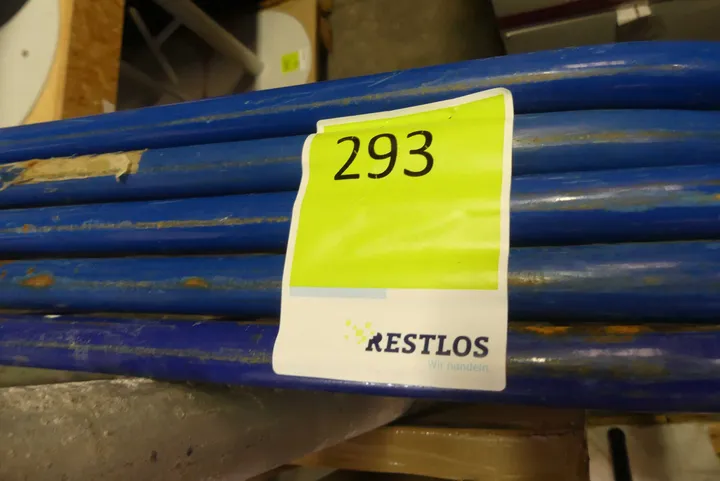 293
RESTLOS
Wir handeln.